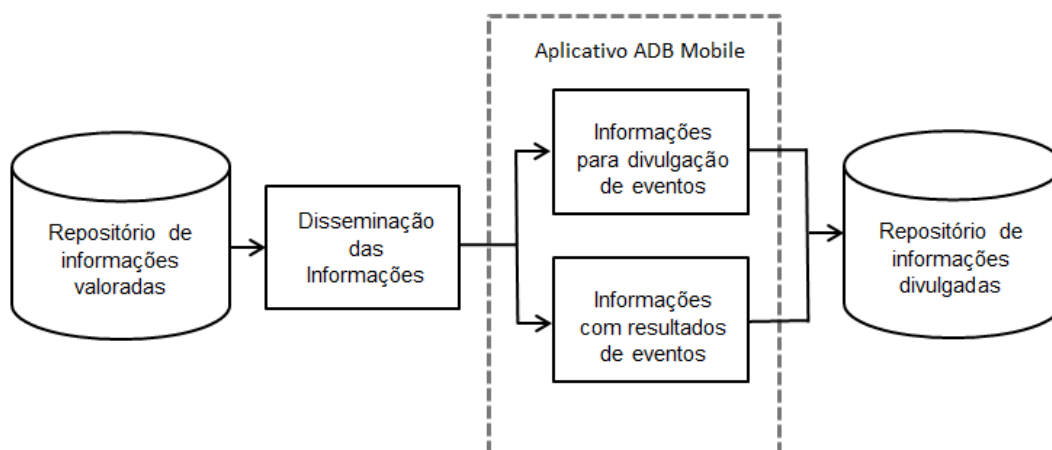 Aplicativo ADB Mobile
Repositório de
informações
valoradas
Disseminação
das
Informações
Informações
para divulgação
de eventos
Informações
com resultados
de eventos
Repositório de
informações
divulgadas